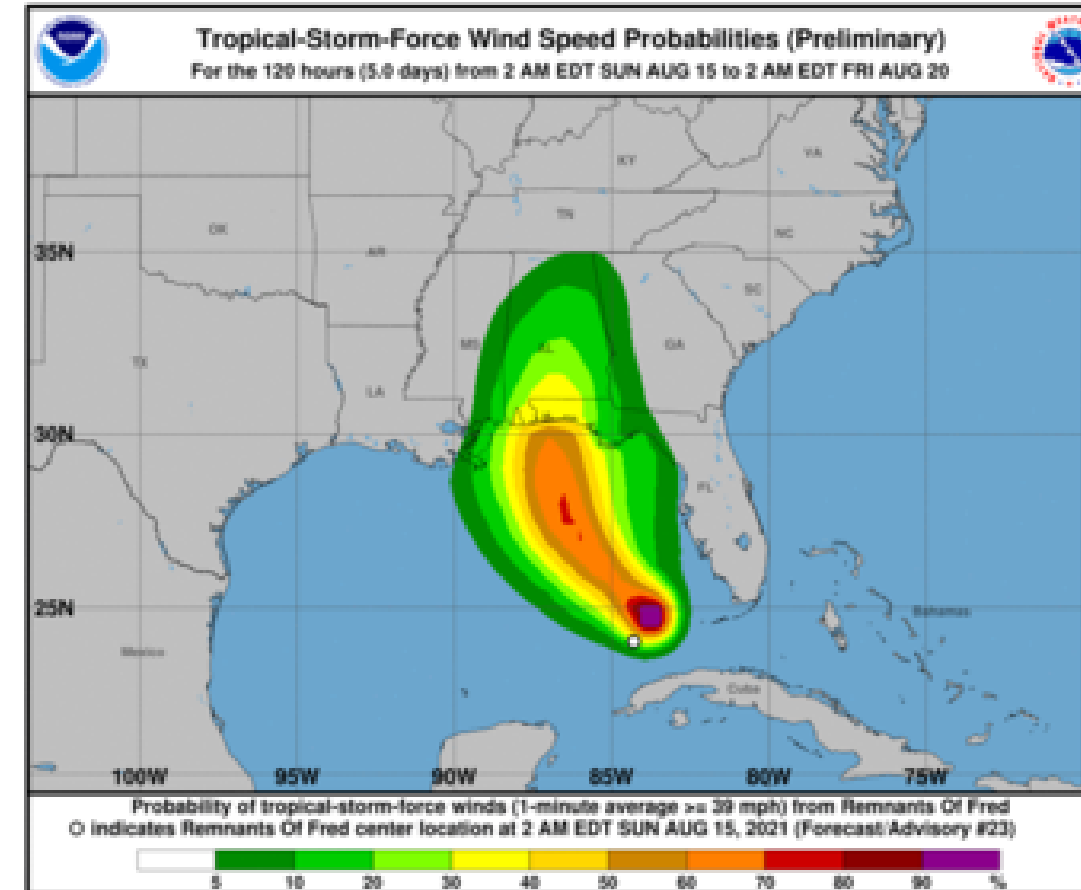 Tropical-Storm-Force Wind Speed Probabilities (Preliminary)
For the 120 hours (5.0 days) from 2 AM EDT SUN AUG 15 to 2 AM EDT FRI AUG 20
KY
VA
OK
TN
NC
35N
AR
SC
MS
AL
GA
TX
LA
30N
FL
25N
Bahamas
Mexico
Cuba
100W 95W 90W 85W 80W 75W
Probability of tropical-storm-force winds (1-minute average >= 39 mph) from Remnants Of Fred
O indicates Remnants Of Fred center location at 2 AM EDT SUN AUG 15, 2021 (Forecast/Advisory #23)
5 10 20 30 40 50 60 70 80 90 %